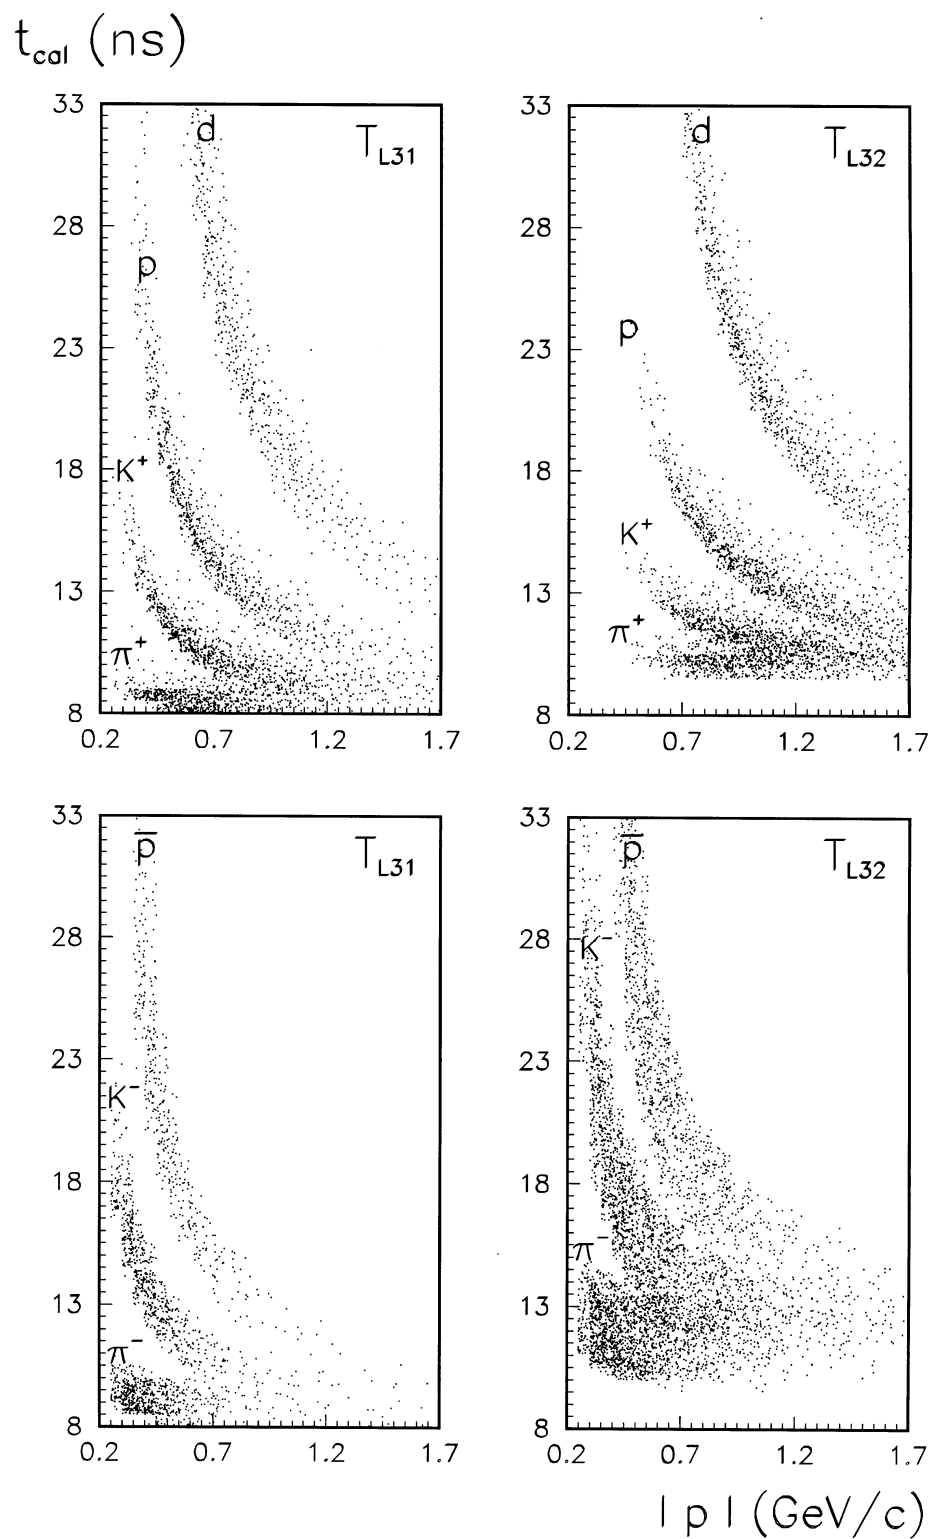 t_cal (ns)
33 d T_L31
28
p
23
18 K+
13
π+
8
0.2 0.7 1.2 1.7
33 d T_L32
28
23 p
18
K+
13
π+
8
0.2 0.7 1.2 1.7
33 p̅ T_L31
28
23
K−
18
13
π−
8
0.2 0.7 1.2 1.7
33 p̅ T_L32
28 K−
23
18
π−
13
8
0.2 0.7 1.2 1.7
| p | (GeV/c)